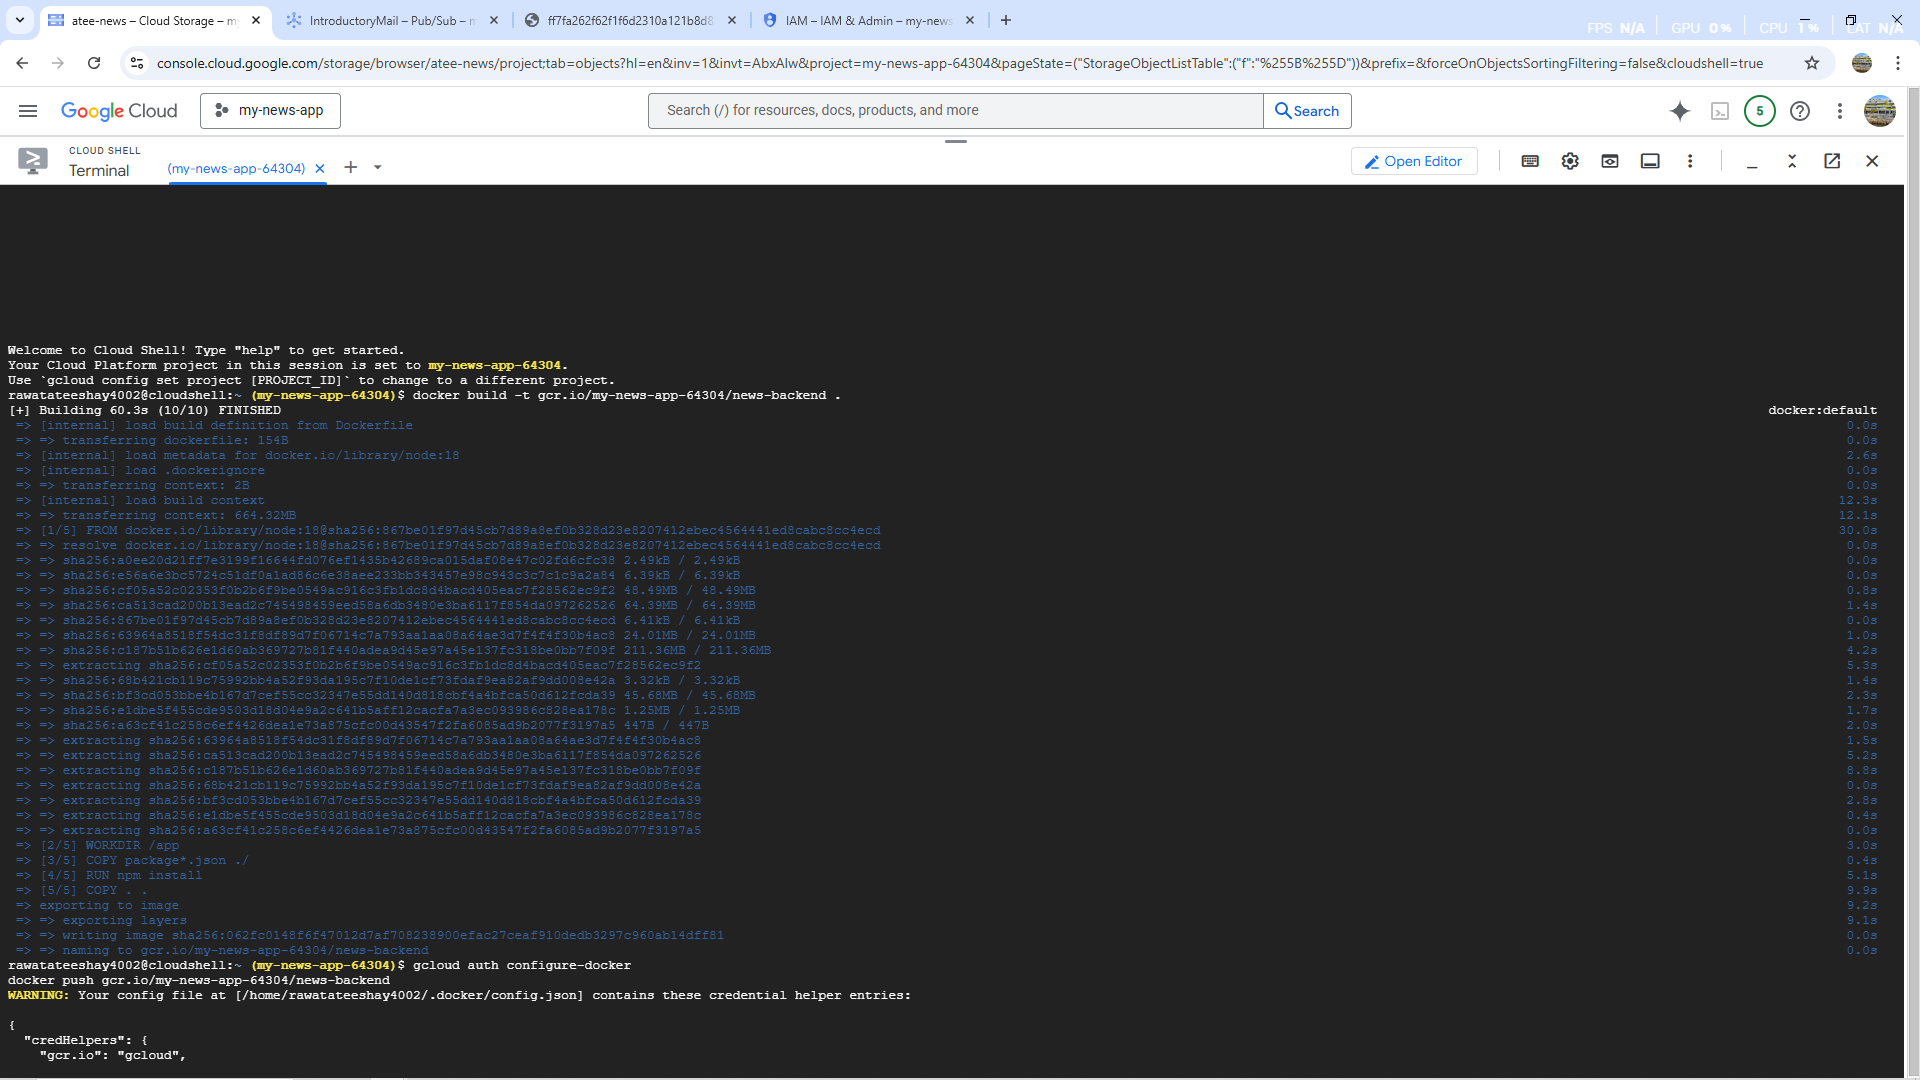 atee-news – Cloud Storage – my
IntroductoryMail – Pub/Sub – m
ff7fa262f62f1f6d2310a121b8d8
IAM – IAM & Admin – my-news
FPS N/A GPU 0% CPU 1% LAT N/A
console.cloud.google.com/storage/browser/atee-news/project;tab=objects?hl=en&inv=1&invt=AbxAlw&project=my-news-app-64304&pageState=("StorageObjectListTable":("f":"%255B%255D"))&prefix=&forceOnObjectsSortingFiltering=false&cloudshell=true
Google Cloud
my-news-app
Search (/) for resources, docs, products, and more
Search
5
CLOUD SHELL
Terminal
(my-news-app-64304)
Open Editor
Welcome to Cloud Shell! Type "help" to get started.
Your Cloud Platform project in this session is set to my-news-app-64304.
Use `gcloud config set project [PROJECT_ID]` to change to a different project.
rawatateeshay4002@cloudshell:~ (my-news-app-64304)$ docker build -t gcr.io/my-news-app-64304/news-backend .
[+] Building 60.3s (10/10) FINISHED docker:default
=> [internal] load build definition from Dockerfile 0.0s
=> => transferring dockerfile: 154B 0.0s
=> [internal] load metadata for docker.io/library/node:18 2.6s
=> [internal] load .dockerignore 0.0s
=> => transferring context: 2B 0.0s
=> [internal] load build context 12.3s
=> => transferring context: 664.32MB 12.1s
=> [1/5] FROM docker.io/library/node:18@sha256:867be01f97d45cb7d89a8ef0b328d23e8207412ebec4564441ed8cabc8cc4ecd 30.0s
=> => resolve docker.io/library/node:18@sha256:867be01f97d45cb7d89a8ef0b328d23e8207412ebec4564441ed8cabc8cc4ecd 0.0s
=> => sha256:a0ee20d21ff7e3199f16644fd076ef1435b42689ca015daf08e47c02fd6cfc38 2.49kB / 2.49kB 0.0s
=> => sha256:e56a6e3bc5724c51df0a1ad86c6e38aee233bb343457e98c943c3c7c1c9a2a84 6.39kB / 6.39kB 0.0s
=> => sha256:cf05a52c02353f0b2b6f9be0549ac916c3fb1dc8d4bacd405eac7f28562ec9f2 48.49MB / 48.49MB 0.8s
=> => sha256:ca513cad200b13ead2c745498459eed58a6db3480e3ba6117f854da097262526 64.39MB / 64.39MB 1.4s
=> => sha256:867be01f97d45cb7d89a8ef0b328d23e8207412ebec4564441ed8cabc8cc4ecd 6.41kB / 6.41kB 0.0s
=> => sha256:63964a8518f54dc31f8df89d7f06714c7a793aa1aa08a64ae3d7f4f4f30b4ac8 24.01MB / 24.01MB 1.0s
=> => sha256:c187b51b626e1d60ab369727b81f440adea9d45e97a45e137fc318be0bb7f09f 211.36MB / 211.36MB 4.2s
=> => extracting sha256:cf05a52c02353f0b2b6f9be0549ac916c3fb1dc8d4bacd405eac7f28562ec9f2 5.3s
=> => sha256:68b421cb119c75992bb4a52f93da195c7f10de1cf73fdaf9ea82af9dd008e42a 3.32kB / 3.32kB 1.4s
=> => sha256:bf3cd053bbe4b167d7cef55cc32347e55dd140d818cbf4a4bfca50d612fcda39 45.68MB / 45.68MB 2.3s
=> => sha256:e1dbe5f455cde9503d18d04e9a2c641b5aff12cacfa7a3ec093986c828ea178c 1.25MB / 1.25MB 1.7s
=> => sha256:a63cf41c258c6ef4426dea1e73a875cfc00d43547f2fa6085ad9b2077f3197a5 447B / 447B 2.0s
=> => extracting sha256:63964a8518f54dc31f8df89d7f06714c7a793aa1aa08a64ae3d7f4f4f30b4ac8 1.5s
=> => extracting sha256:ca513cad200b13ead2c745498459eed58a6db3480e3ba6117f854da097262526 5.2s
=> => extracting sha256:c187b51b626e1d60ab369727b81f440adea9d45e97a45e137fc318be0bb7f09f 8.8s
=> => extracting sha256:68b421cb119c75992bb4a52f93da195c7f10de1cf73fdaf9ea82af9dd008e42a 0.0s
=> => extracting sha256:bf3cd053bbe4b167d7cef55cc32347e55dd140d818cbf4a4bfca50d612fcda39 2.8s
=> => extracting sha256:e1dbe5f455cde9503d18d04e9a2c641b5aff12cacfa7a3ec093986c828ea178c 0.4s
=> => extracting sha256:a63cf41c258c6ef4426dea1e73a875cfc00d43547f2fa6085ad9b2077f3197a5 0.0s
=> [2/5] WORKDIR /app 3.0s
=> [3/5] COPY package*.json ./ 0.4s
=> [4/5] RUN npm install 5.1s
=> [5/5] COPY . . 9.9s
=> exporting to image 9.2s
=> => exporting layers 9.1s
=> => writing image sha256:062fc0148f6f47012d7af708238900efac27ceaf910dedb3297c960ab14dff81 0.0s
=> => naming to gcr.io/my-news-app-64304/news-backend 0.0s
rawatateeshay4002@cloudshell:~ (my-news-app-64304)$ gcloud auth configure-docker
docker push gcr.io/my-news-app-64304/news-backend
WARNING: Your config file at [/home/rawatateeshay4002/.docker/config.json] contains these credential helper entries:
{
"credHelpers": {
"gcr.io": "gcloud",